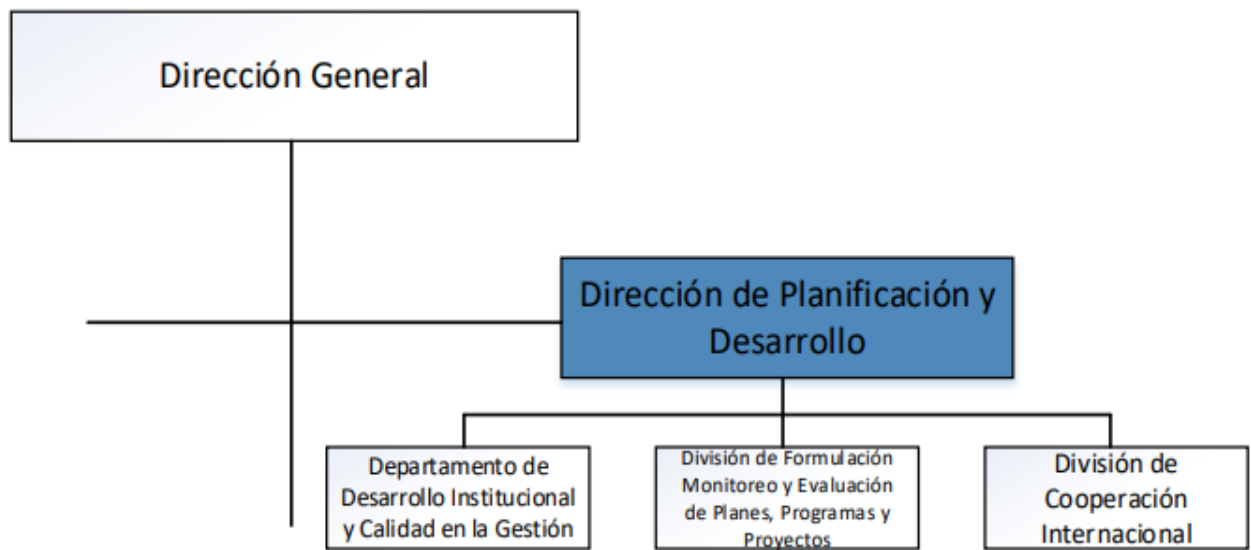 Dirección General
Dirección de Planificación y
Desarrollo
Departamento de
Desarrollo Institucional
y Calidad en la Gestión
División de Formulación
Monitoreo y Evaluación
de Planes, Programas y
Proyectos
División de
Cooperación
Internacional